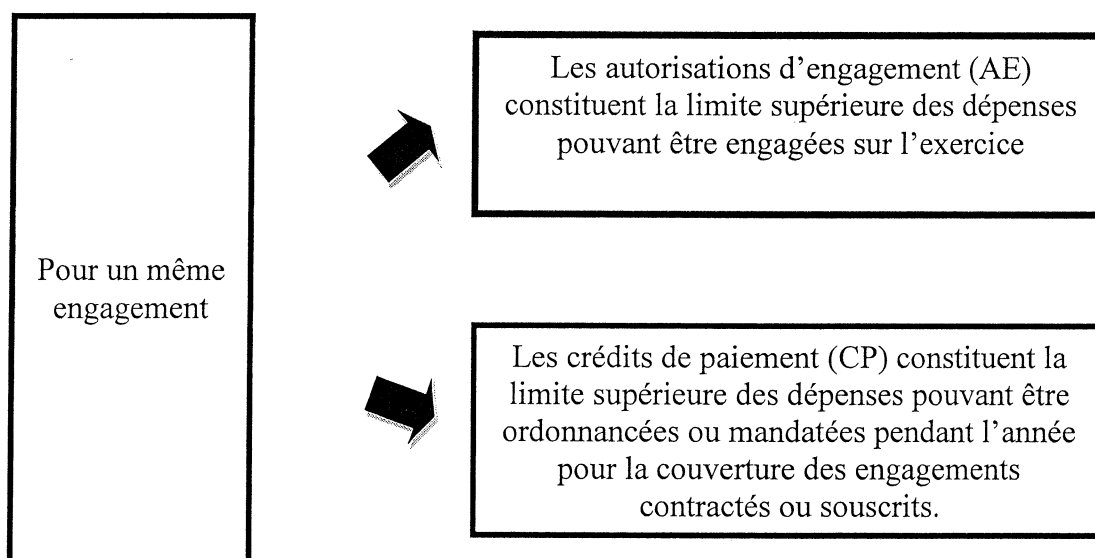 Pour un même
engagement
Les autorisations d’engagement (AE)
constituent la limite supérieure des dépenses
pouvant être engagées sur l’exercice
Les crédits de paiement (CP) constituent la
limite supérieure des dépenses pouvant être
ordonnancées ou mandatées pendant l’année
pour la couverture des engagements
contractés ou souscrits.